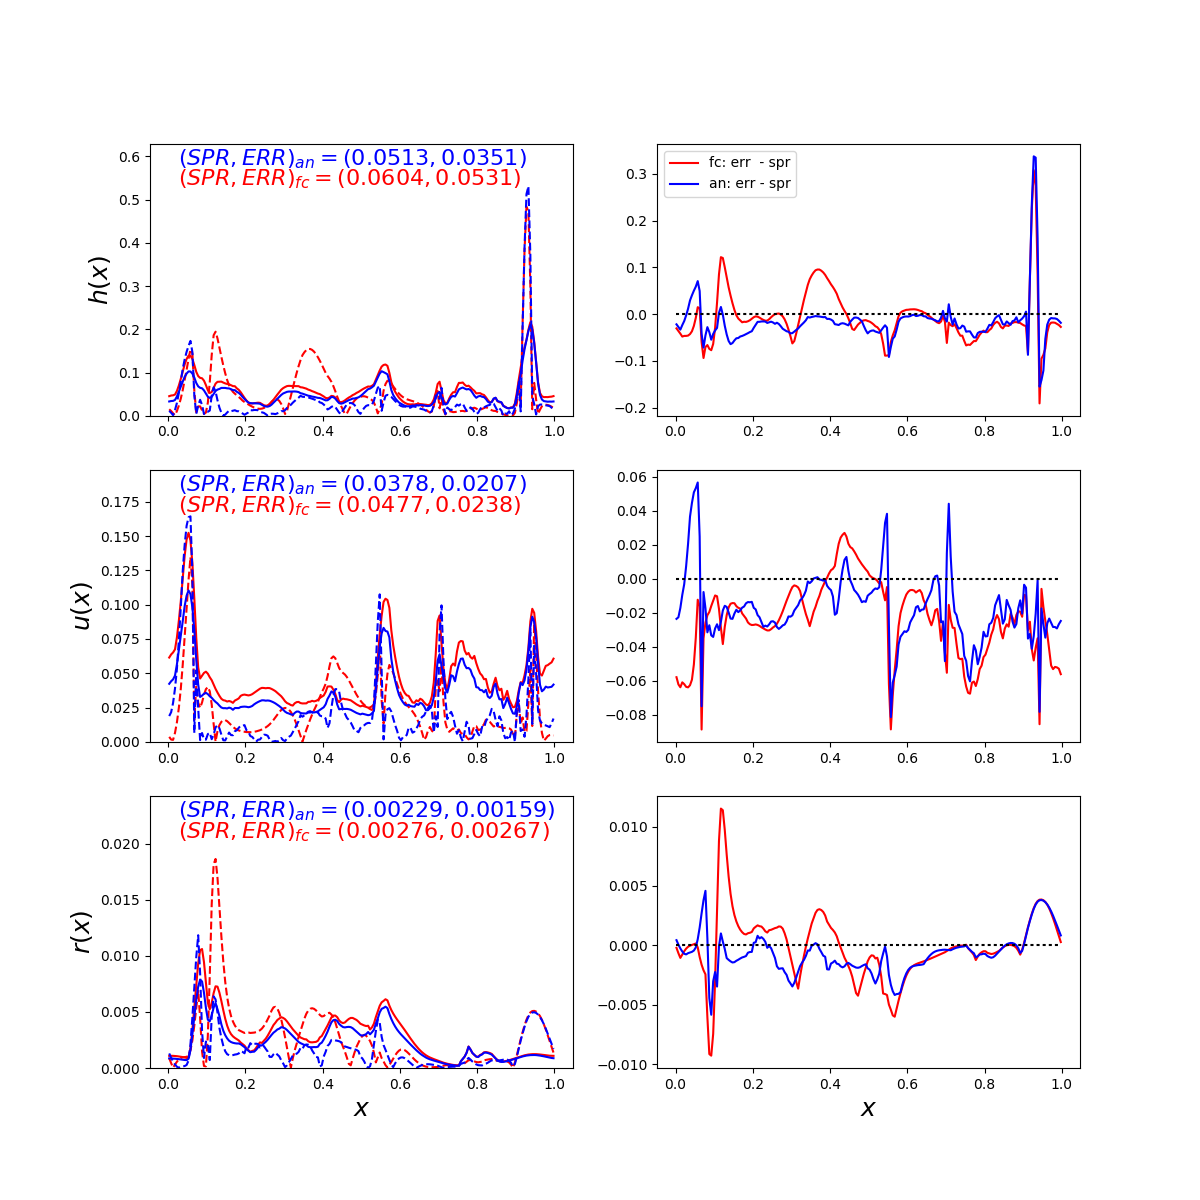 (SPR, ERR)an = (0.0513, 0.0351)
(SPR, ERR)fc = (0.0604, 0.0531)
h(x)
0.6
0.5
0.4
0.3
0.2
0.1
0.0
0.0 0.2 0.4 0.6 0.8 1.0
fc: err - spr
an: err - spr
0.3
0.2
0.1
0.0
−0.1
−0.2
0.0 0.2 0.4 0.6 0.8 1.0
(SPR, ERR)an = (0.0378, 0.0207)
(SPR, ERR)fc = (0.0477, 0.0238)
u(x)
0.175
0.150
0.125
0.100
0.075
0.050
0.025
0.000
0.0 0.2 0.4 0.6 0.8 1.0
0.06
0.04
0.02
0.00
−0.02
−0.04
−0.06
−0.08
0.0 0.2 0.4 0.6 0.8 1.0
(SPR, ERR)an = (0.00229, 0.00159)
(SPR, ERR)fc = (0.00276, 0.00267)
r(x)
0.020
0.015
0.010
0.005
0.000
0.0 0.2 0.4 0.6 0.8 1.0
x
0.010
0.005
0.000
−0.005
−0.010
0.0 0.2 0.4 0.6 0.8 1.0
x